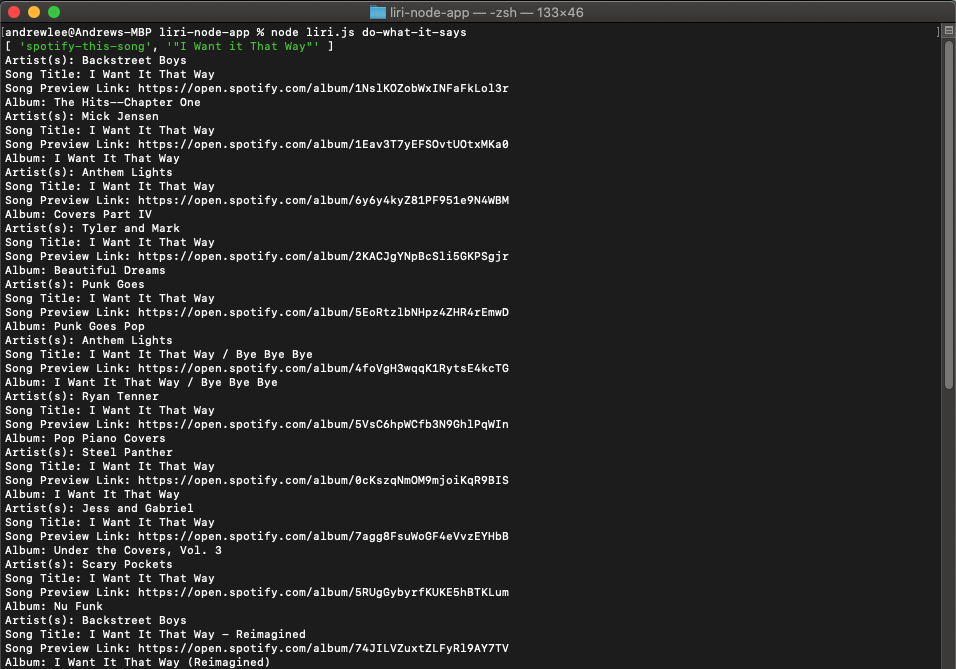 liri-node-app — -zsh — 133×46
[andrewlee@Andrews-MBP liri-node-app % node liri.js do-what-it-says ]
[ 'spotify-this-song', '"I Want it That Way"' ]
Artist(s): Backstreet Boys
Song Title: I Want It That Way
Song Preview Link: https://open.spotify.com/album/1NslKOZobWxINFaFkLol3r
Album: The Hits--Chapter One
Artist(s): Mick Jensen
Song Title: I Want It That Way
Song Preview Link: https://open.spotify.com/album/1Eav3T7yEFSOvtUOtxMKa0
Album: I Want It That Way
Artist(s): Anthem Lights
Song Title: I Want It That Way
Song Preview Link: https://open.spotify.com/album/6y6y4kyZ81PF951e9N4WBM
Album: Covers Part IV
Artist(s): Tyler and Mark
Song Title: I Want It That Way
Song Preview Link: https://open.spotify.com/album/2KACJgYNpBcSli5GKPSgjr
Album: Beautiful Dreams
Artist(s): Punk Goes
Song Title: I Want It That Way
Song Preview Link: https://open.spotify.com/album/5EoRtzlbNHpz4ZHR4rEmwD
Album: Punk Goes Pop
Artist(s): Anthem Lights
Song Title: I Want It That Way / Bye Bye Bye
Song Preview Link: https://open.spotify.com/album/4foVgH3wqqK1RytsE4kcTG
Album: I Want It That Way / Bye Bye Bye
Artist(s): Ryan Tenner
Song Title: I Want It That Way
Song Preview Link: https://open.spotify.com/album/5VsC6hpWCfb3N9GhlPqWIn
Album: Pop Piano Covers
Artist(s): Steel Panther
Song Title: I Want It That Way
Song Preview Link: https://open.spotify.com/album/0cKszqNmOM9mjoiKqR9BIS
Album: I Want It That Way
Artist(s): Jess and Gabriel
Song Title: I Want It That Way
Song Preview Link: https://open.spotify.com/album/7agg8FsuWoGF4eVvzEYHbB
Album: Under the Covers, Vol. 3
Artist(s): Scary Pockets
Song Title: I Want It That Way
Song Preview Link: https://open.spotify.com/album/5RUgGybyrfKUKE5hBTKLum
Album: Nu Funk
Artist(s): Backstreet Boys
Song Title: I Want It That Way - Reimagined
Song Preview Link: https://open.spotify.com/album/74JILVZuxtZLFyRl9AY7TV
Album: I Want It That Way (Reimagined)